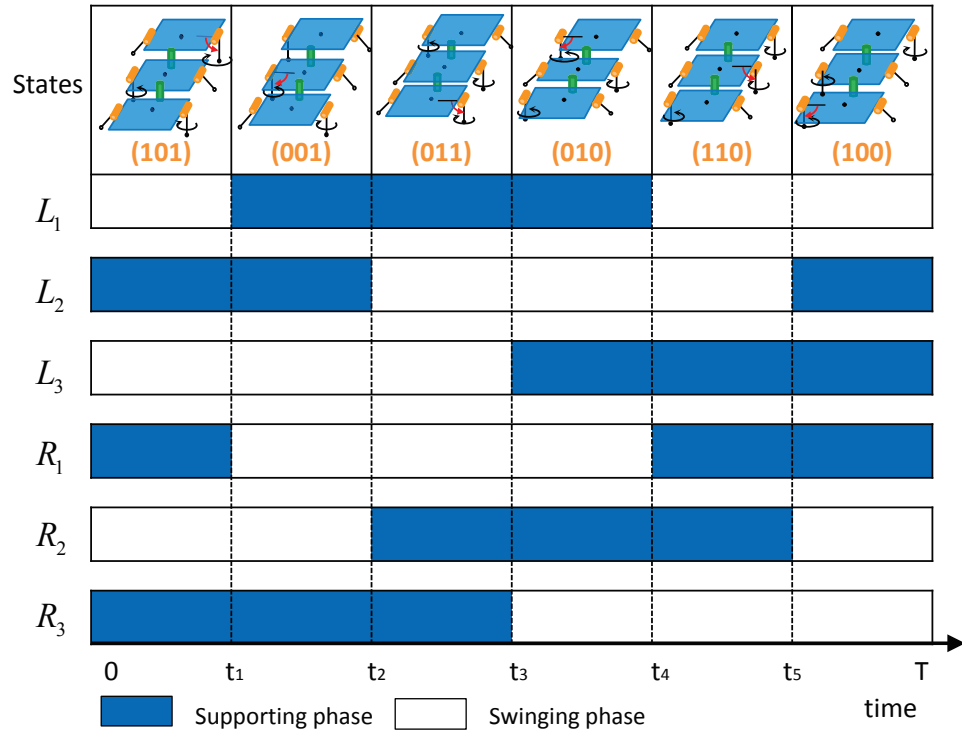 States
(101) (001) (011) (010) (110) (100)
L1
L2
L3
R1
R2
R3
0 t1 t2 t3 t4 t5 T
time
Supporting phase Swinging phase